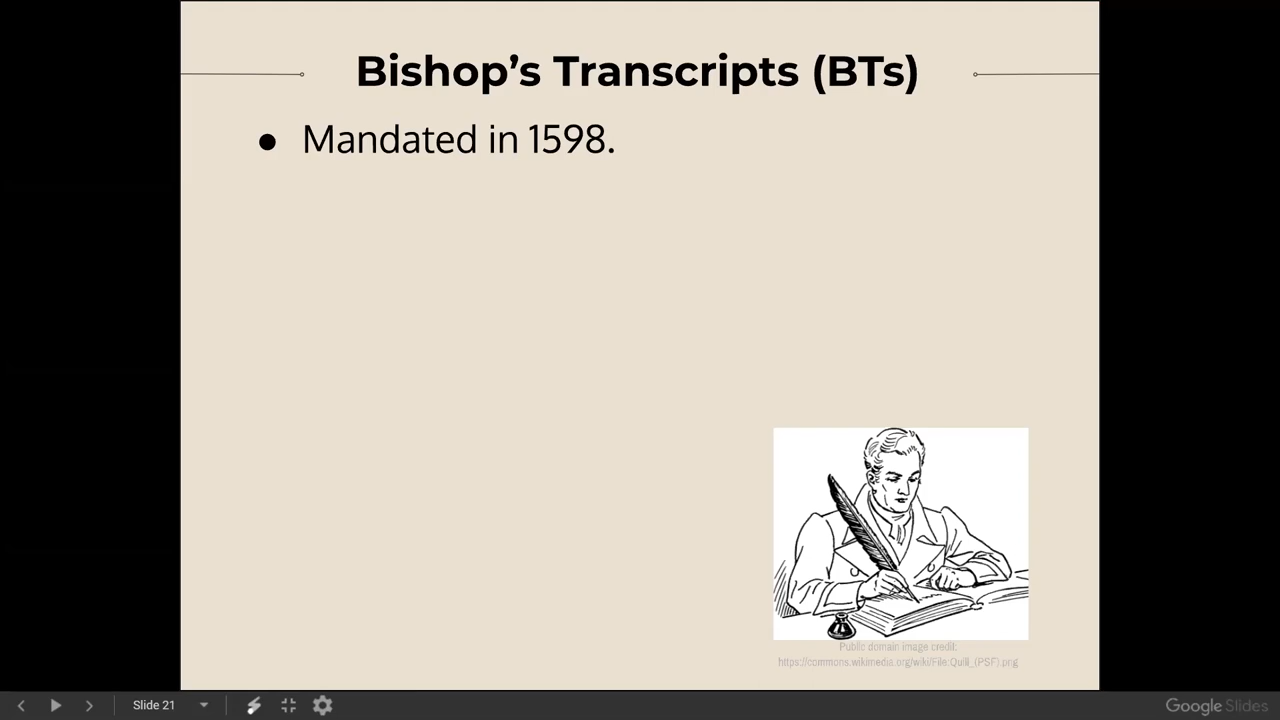 Bishop’s Transcripts (BTs)
● Mandated in 1598.
Public domain image credit:
https://commons.wikimedia.org/wiki/File:Quill_(PSF).png
Slide 21
Google Slides